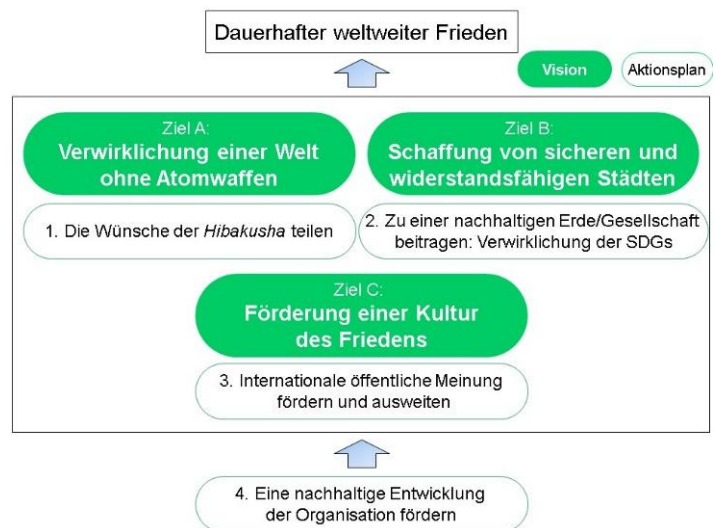 Dauerhafter weltweiter Frieden
Vision
Aktionsplan
Ziel A:
Verwirklichung einer Welt
ohne Atomwaffen
Ziel B:
Schaffung von sicheren und
widerstandsfähigen Städten
1. Die Wünsche der Hibakusha teilen
2. Zu einer nachhaltigen Erde/Gesellschaft
beitragen: Verwirklichung der SDGs
Ziel C:
Förderung einer Kultur
des Friedens
3. Internationale öffentliche Meinung
fördern und ausweiten
4. Eine nachhaltige Entwicklung
der Organisation fördern